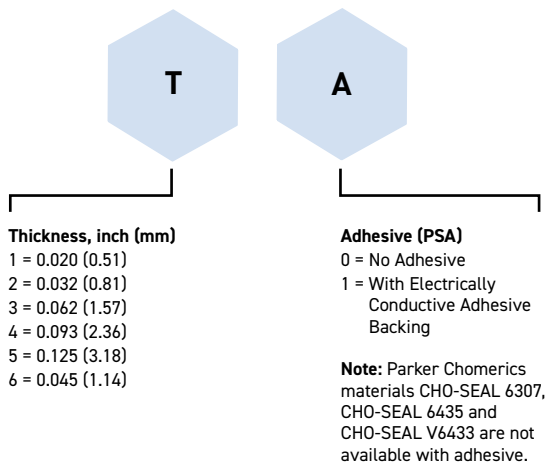 T
A
Thickness, inch (mm)
1 = 0.020 (0.51)
2 = 0.032 (0.81)
3 = 0.062 (1.57)
4 = 0.093 (2.36)
5 = 0.125 (3.18)
6 = 0.045 (1.14)
Adhesive (PSA)
0 = No Adhesive
1 = With Electrically
Conductive Adhesive
Backing
Note: Parker Chomerics
materials CHO-SEAL 6307,
CHO-SEAL 6435 and
CHO-SEAL V6433 are not
available with adhesive.